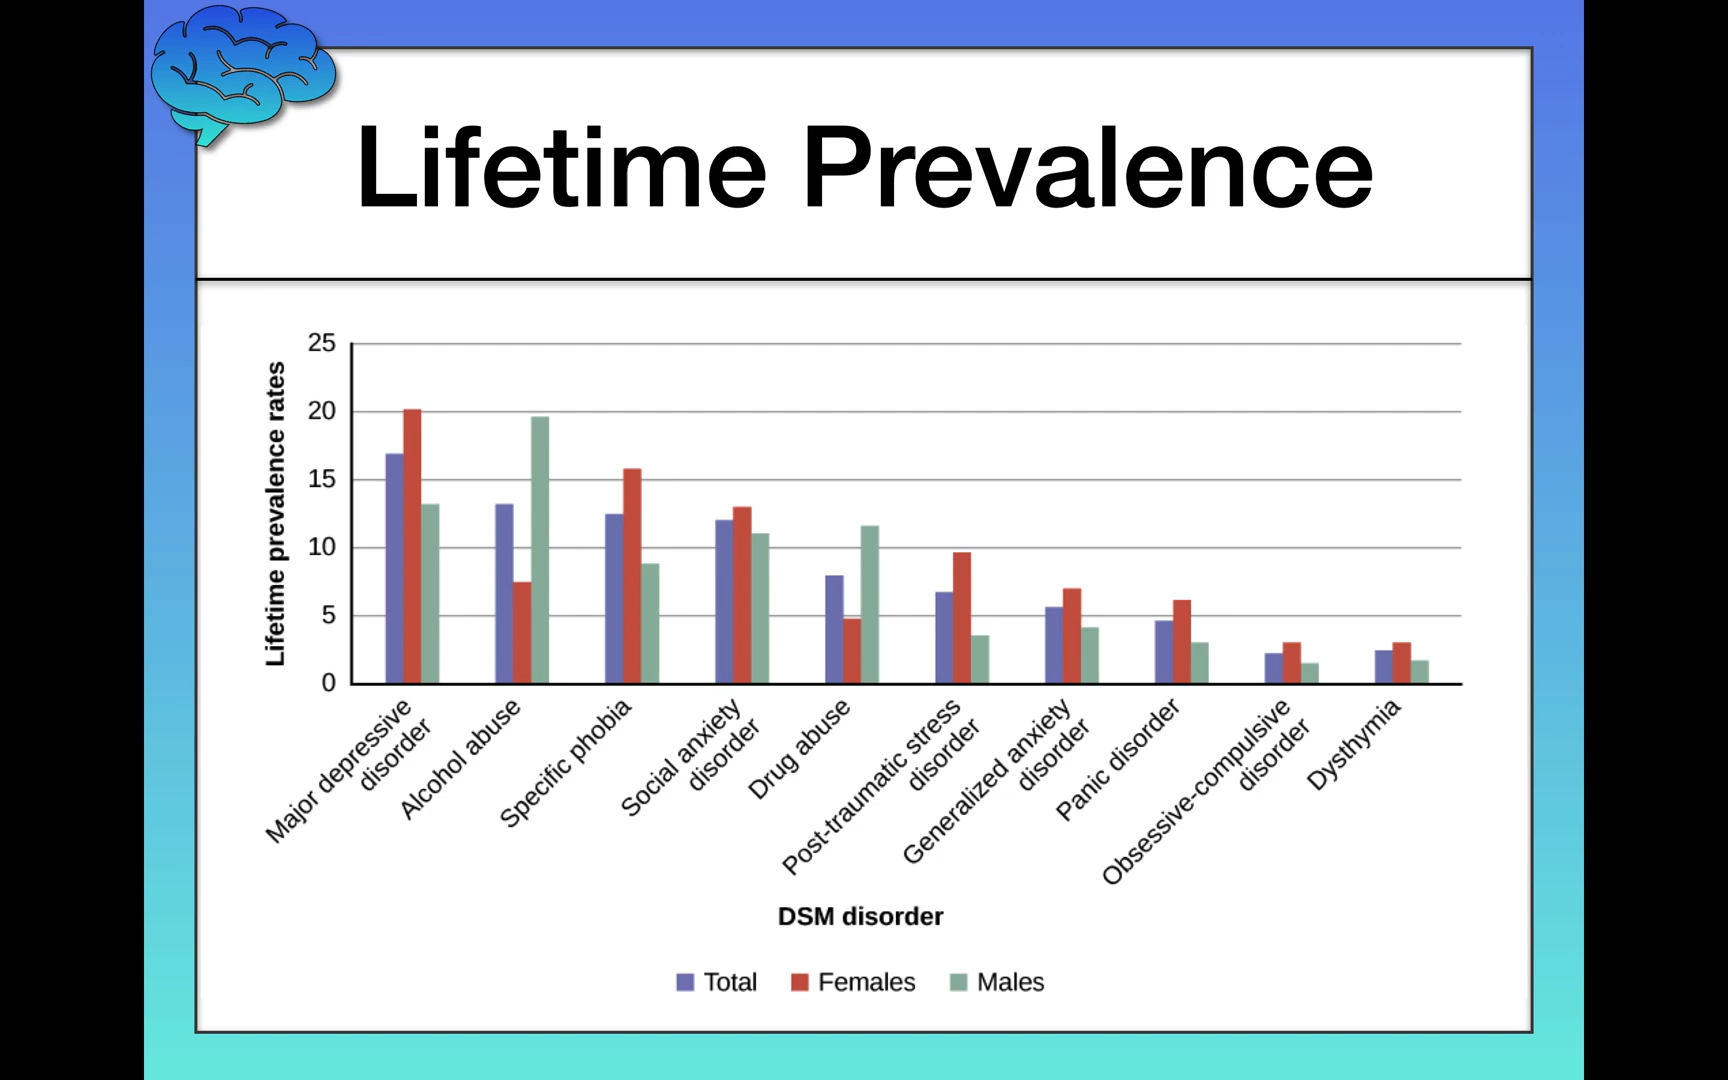 Lifetime Prevalence
Lifetime prevalence rates
25
20
15
10
5
0
Major depressive
disorder
Alcohol abuse
Specific phobia
Social anxiety
disorder
Drug abuse
Post-traumatic stress
disorder
Generalized anxiety
disorder
Panic disorder
Obsessive-compulsive
disorder
Dysthymia
DSM disorder
Total Females Males